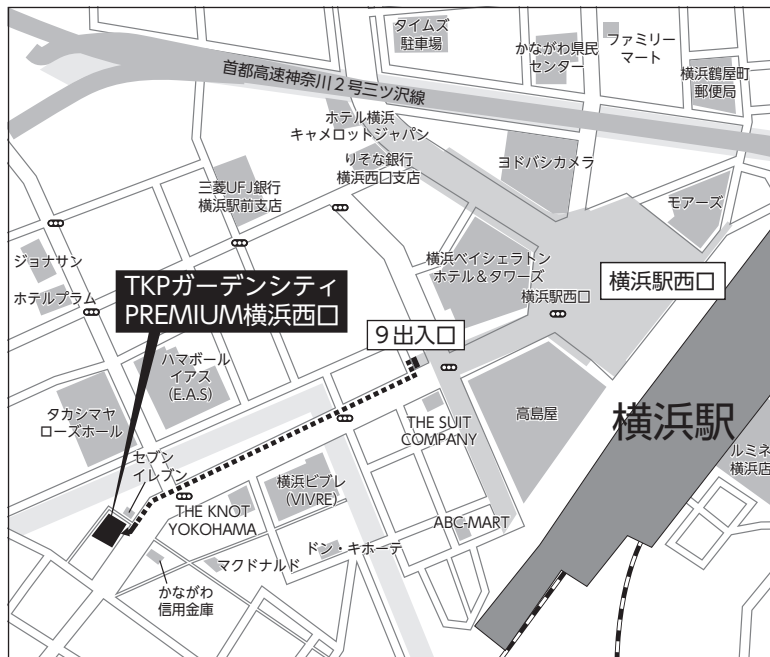 タイムズ
駐車場
かながわ県民
センター
ファミリー
マート
横浜鶴屋町
郵便局
首都高速神奈川2号三ツ沢線
ホテル横浜
キャメロットジャパン
りそな銀行
横浜西口支店
ヨドバシカメラ
三菱UFJ銀行
横浜駅前支店
モアーズ
ジョナサン
ホテルプラム
横浜ベイシェラトン
ホテル&タワーズ
横浜駅西口
横浜駅西口
TKPガーデンシティ
PREMIUM横浜西口
9出入口
ハマボール
イアス
(E.A.S)
タカシマヤ
ローズホール
THE SUIT
COMPANY
高島屋
横浜駅
ルミネ
横浜店
セブン
イレブン
横浜ビブレ
(VIVRE)
THE KNOT
YOKOHAMA
ABC-MART
ドン・キホーテ
マクドナルド
かながわ
信用金庫